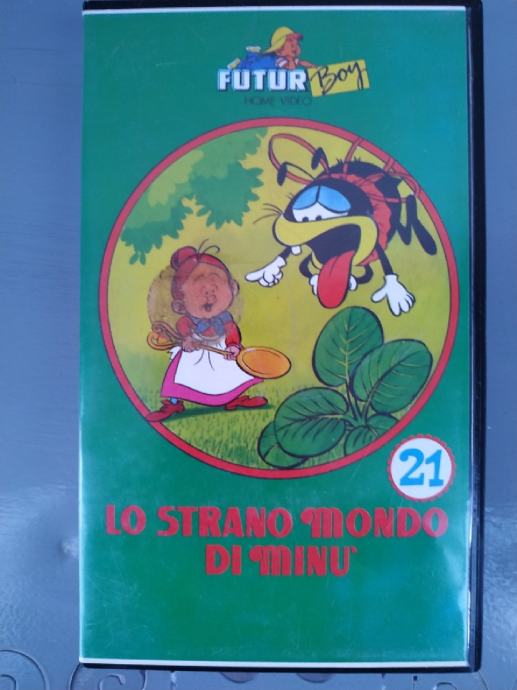 FUTUR Boy
HOME VIDEO
21
LO STRANO MONDO
DI MINU'